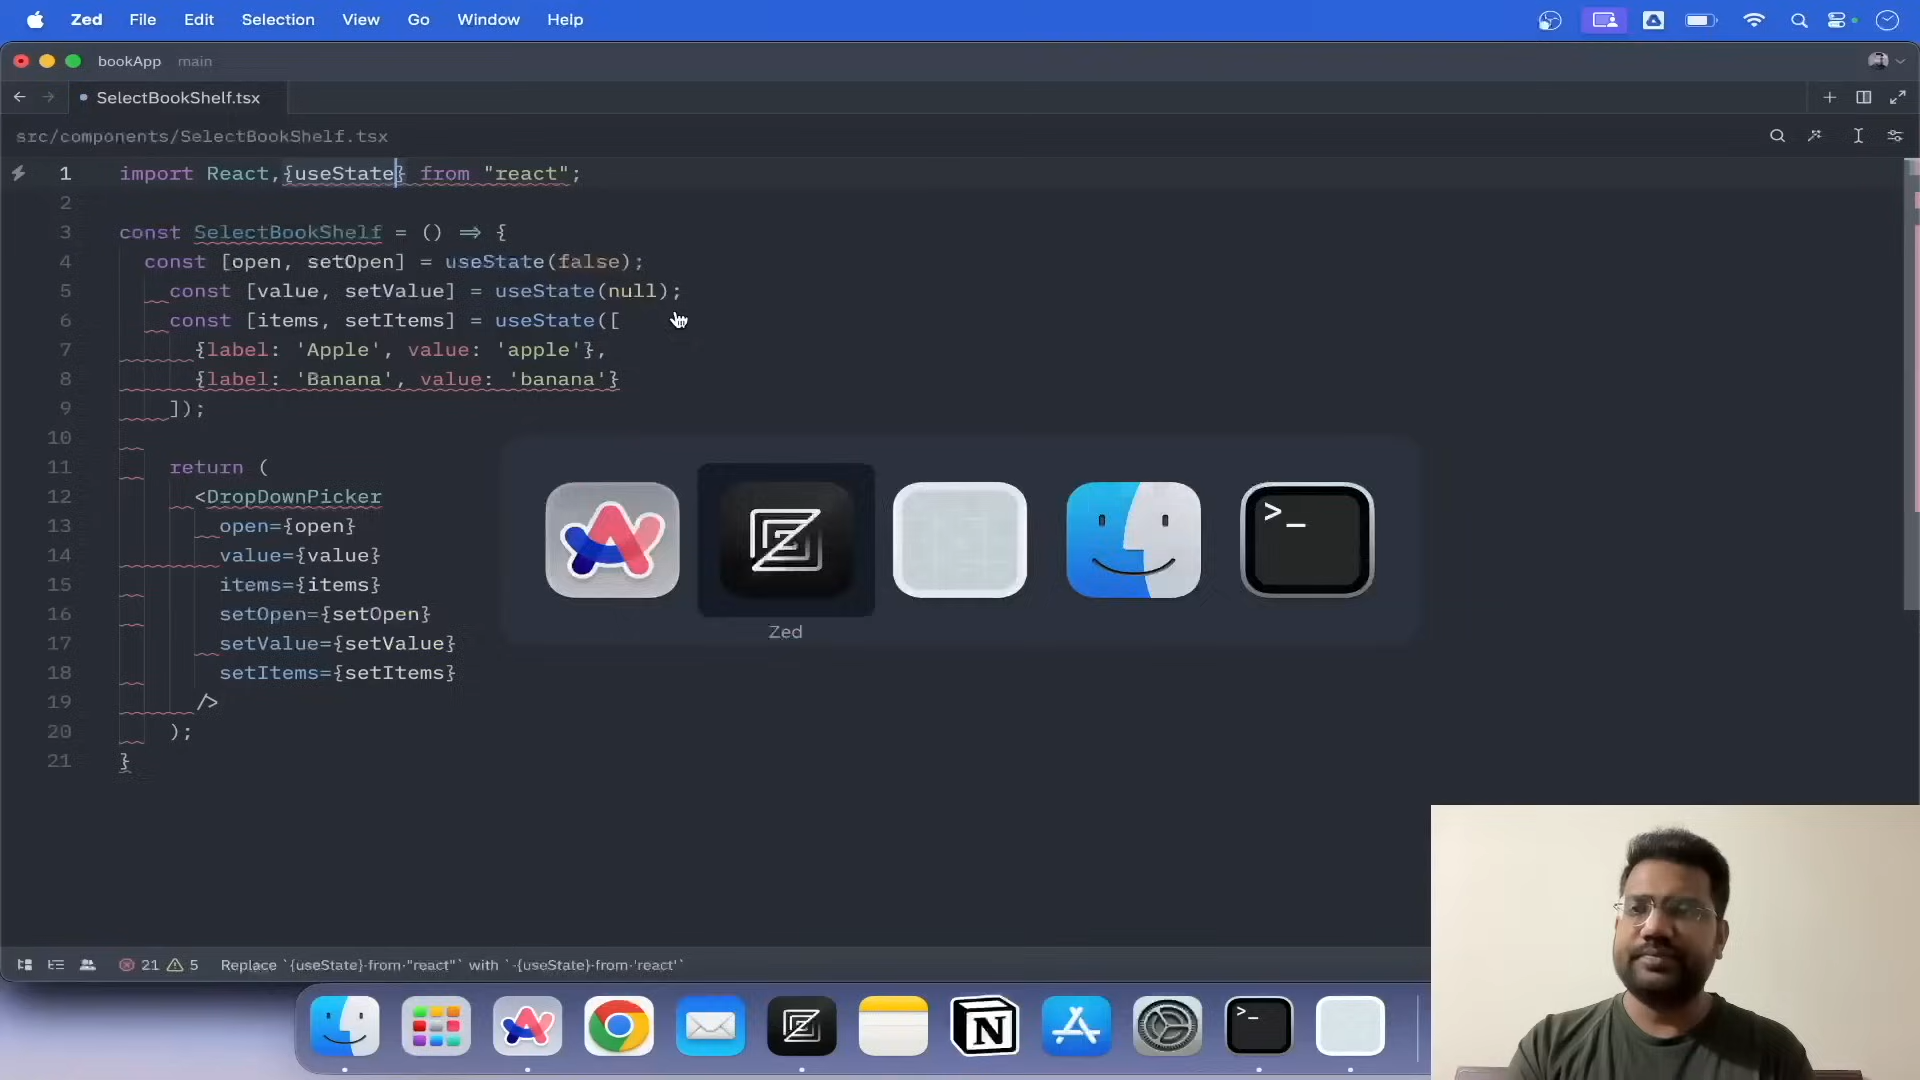 Zed File Edit Selection View Go Window Help
bookApp main
SelectBookShelf.tsx
src/components/SelectBookShelf.tsx
1 import React,{useState} from "react";
2
3 const SelectBookShelf = () => {
4 const [open, setOpen] = useState(false);
5 const [value, setValue] = useState(null);
6 const [items, setItems] = useState([
7 {label: 'Apple', value: 'apple'},
8 {label: 'Banana', value: 'banana'}
9 ]);
10
11 return (
12 <DropDownPicker
13 open={open}
14 value={value}
15 items={items}
16 setOpen={setOpen}
17 setValue={setValue}
18 setItems={setItems}
19 />
20 );
21 }
Zed
21 5 Replace `{useState}·from·"react"` with `·{useState}·from·'react'`